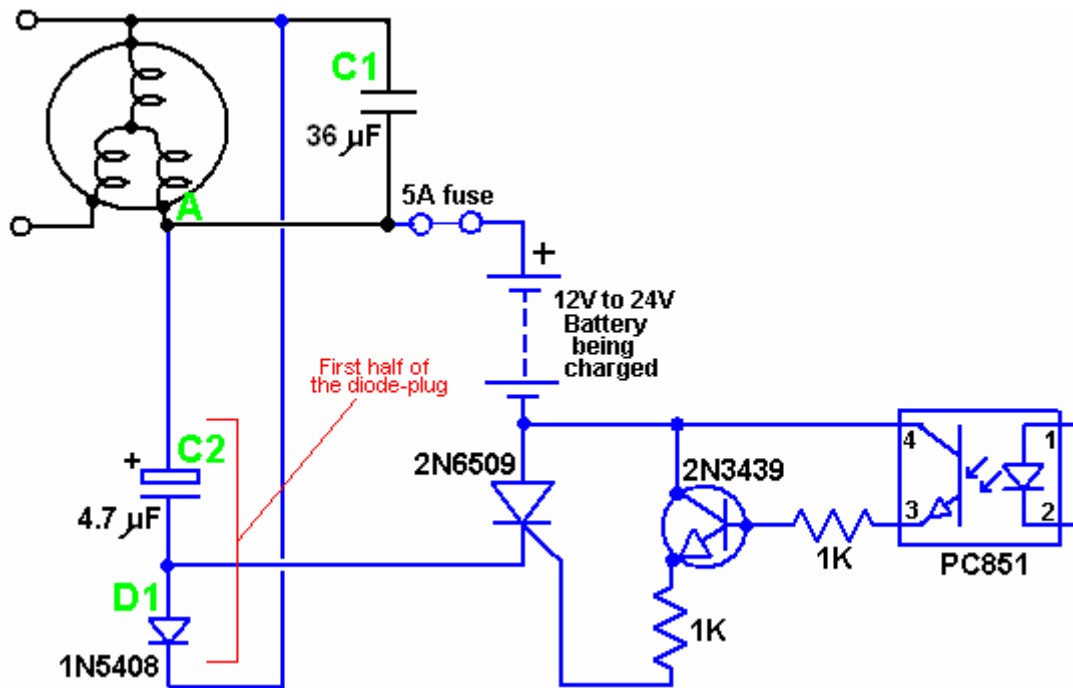 C1
36 µF
A
5A fuse
+
12V to 24V
Battery
being
charged
First half of
the diode-plug
C2
+
4.7 µF
2N6509
2N3439
4
1
3
2
1K
PC851
D1
1K
1N5408